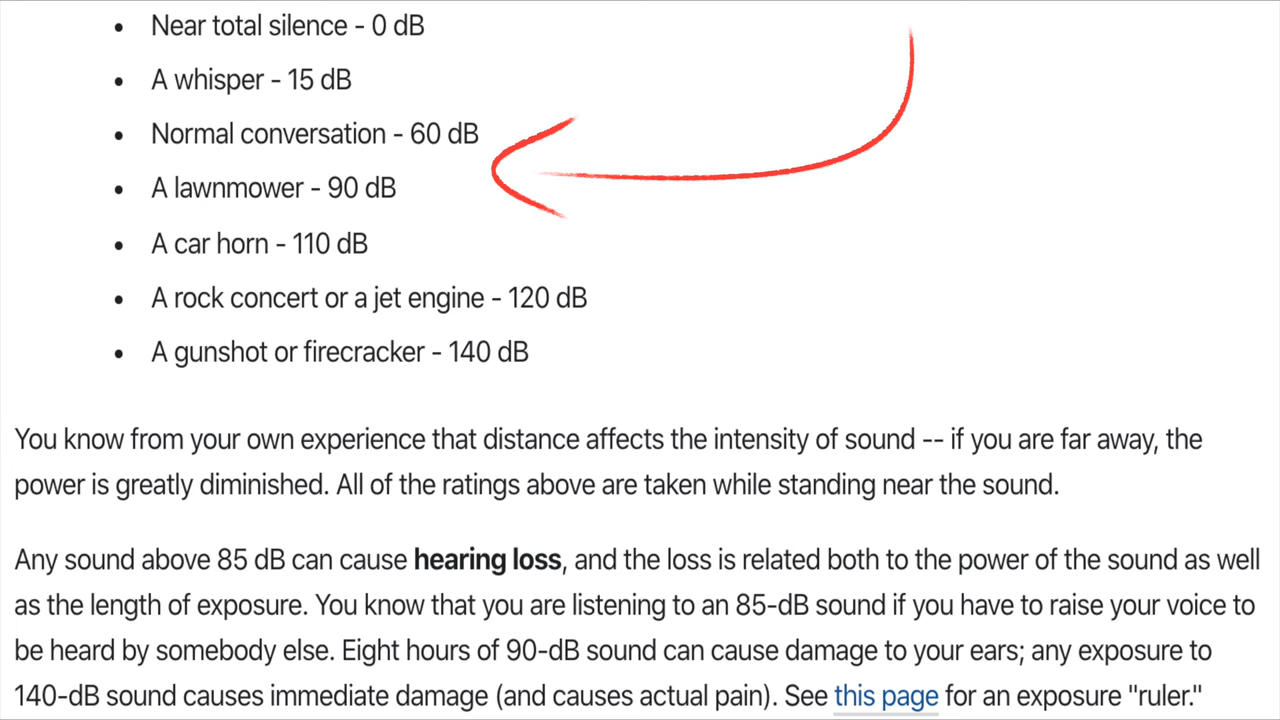 • Near total silence - 0 dB
• A whisper - 15 dB
• Normal conversation - 60 dB
• A lawnmower - 90 dB
• A car horn - 110 dB
• A rock concert or a jet engine - 120 dB
• A gunshot or firecracker - 140 dB
You know from your own experience that distance affects the intensity of sound -- if you are far away, the
power is greatly diminished. All of the ratings above are taken while standing near the sound.
Any sound above 85 dB can cause hearing loss, and the loss is related both to the power of the sound as well
as the length of exposure. You know that you are listening to an 85-dB sound if you have to raise your voice to
be heard by somebody else. Eight hours of 90-dB sound can cause damage to your ears; any exposure to
140-dB sound causes immediate damage (and causes actual pain). See this page for an exposure "ruler."